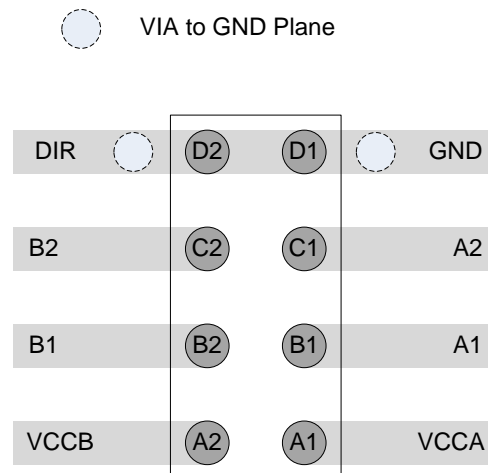 VIA to GND Plane
DIR D2 D1 GND
B2 C2 C1 A2
B1 B2 B1 A1
VCCB A2 A1 VCCA